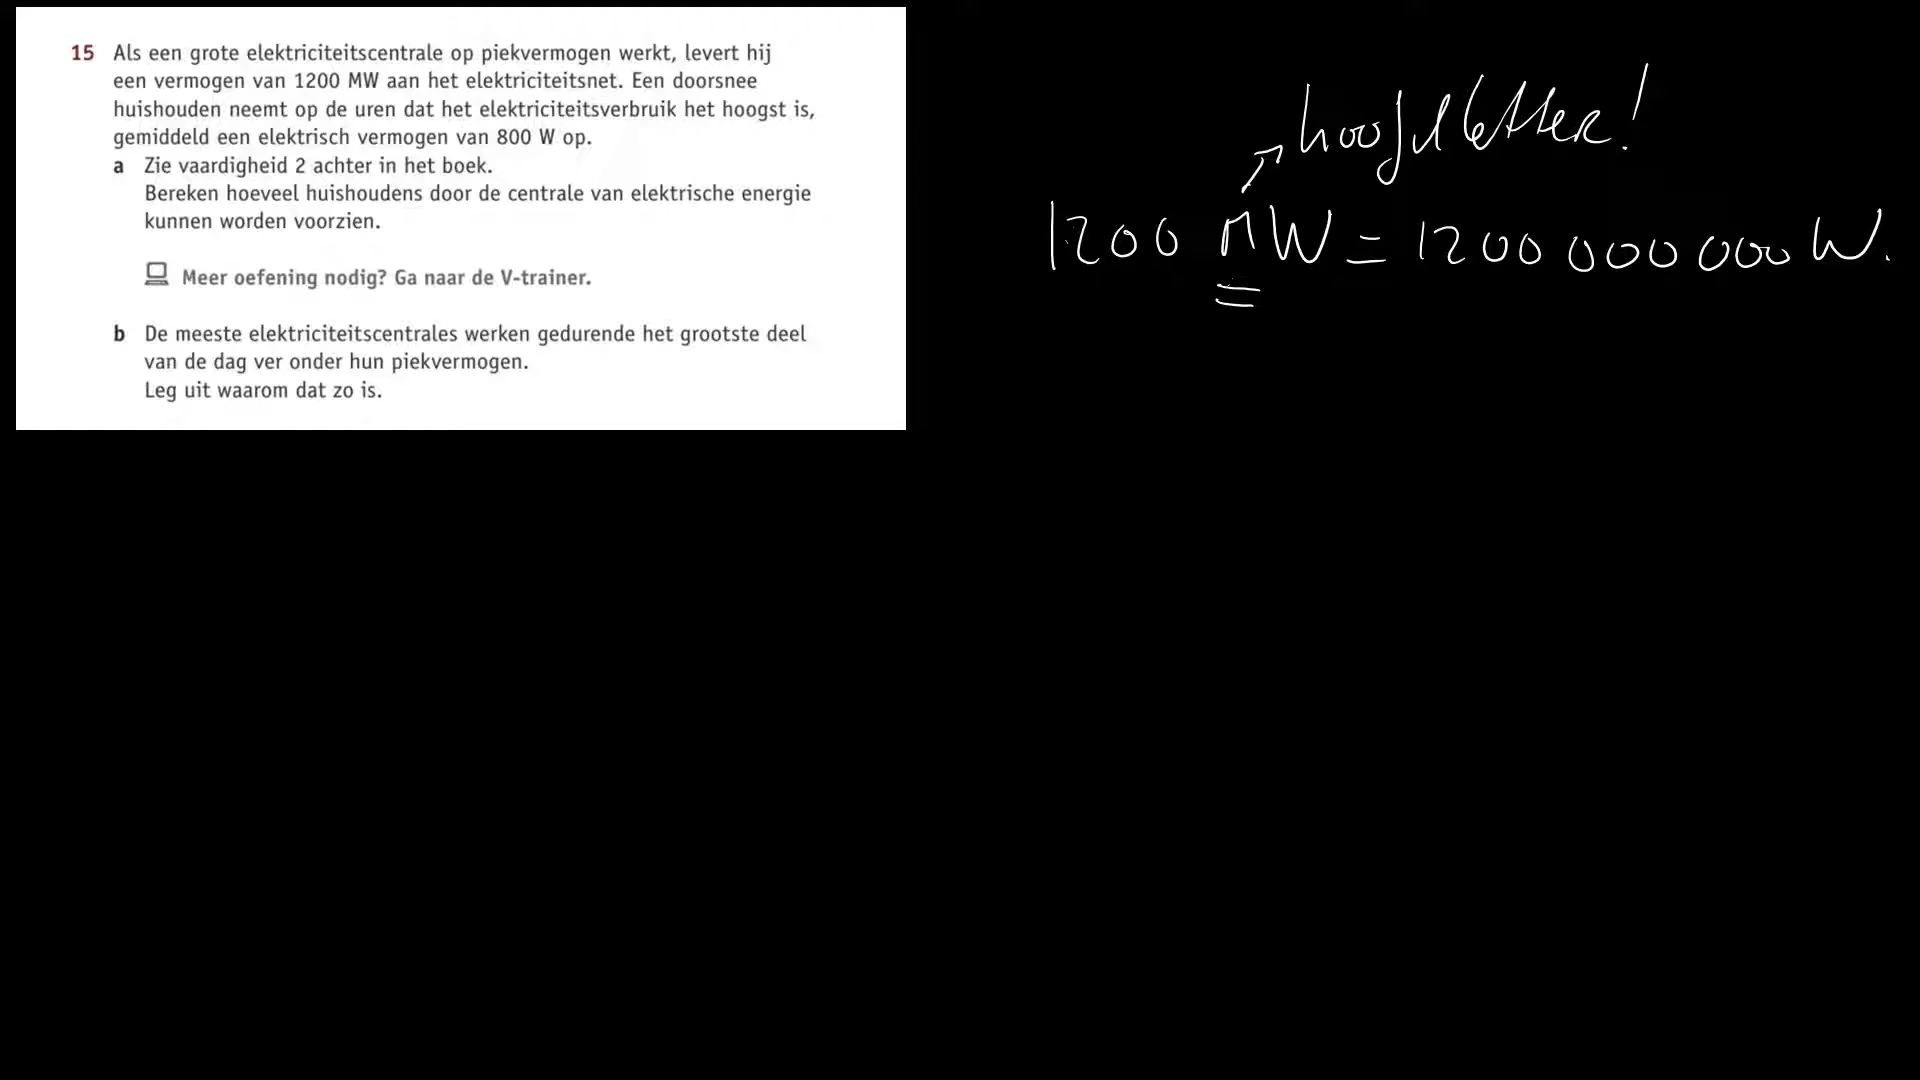 15 Als een grote elektriciteitscentrale op piekvermogen werkt, levert hij
een vermogen van 1200 MW aan het elektriciteitsnet. Een doorsnee
huishouden neemt op de uren dat het elektriciteitsverbruik het hoogst is,
gemiddeld een elektrisch vermogen van 800 W op.
a Zie vaardigheid 2 achter in het boek.
Bereken hoeveel huishoudens door de centrale van elektrische energie
kunnen worden voorzien.
Meer oefening nodig? Ga naar de V-trainer.
b De meeste elektriciteitscentrales werken gedurende het grootste deel
van de dag ver onder hun piekvermogen.
Leg uit waarom dat zo is.
hoofdletter!
1200 MW = 1200 000 000 W.